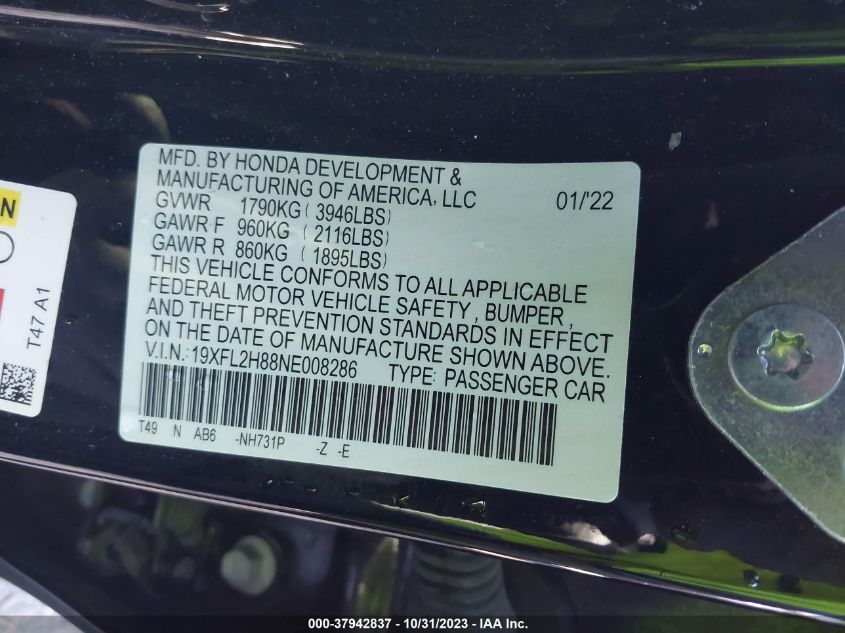 MFD. BY HONDA DEVELOPMENT &
MANUFACTURING OF AMERICA, LLC 01/'22
GVWR 1790KG ( 3946LBS)
GAWR F 960KG ( 2116LBS)
GAWR R 860KG ( 1895LBS)
THIS VEHICLE CONFORMS TO ALL APPLICABLE
FEDERAL MOTOR VEHICLE SAFETY , BUMPER ,
AND THEFT PREVENTION STANDARDS IN EFFECT
ON THE DATE OF MANUFACTURE SHOWN ABOVE.
V.I.N.: 19XFL2H88NE008286 TYPE: PASSENGER CAR
T49 N AB6 -NH731P -Z -E
N
T47 A1
000-37942837 - 10/31/2023 - IAA Inc.